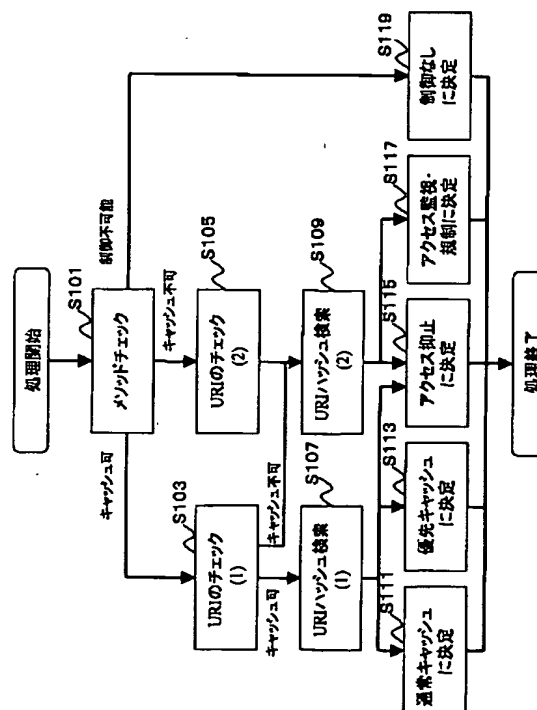 処理開始
S101
メソッドチェック
制御不可能
キャッシュ可
キャッシュ不可
S103
URIのチェック
(1)
S105
URIのチェック
(2)
キャッシュ可
キャッシュ不可
S107
URIハッシュ検索
(1)
S109
URIハッシュ検索
(2)
S111
通常キャッシュ
に決定
S113
優先キャッシュ
に決定
S115
アクセス抑止
に決定
S117
アクセス監視・
規制に決定
S119
制御なし
に決定
処理終了